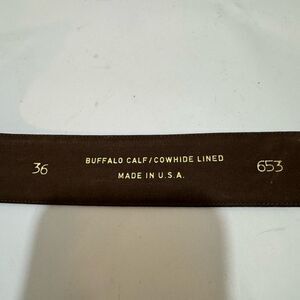 BUFFALO CALF/COWHIDE LINED
36 MADE IN U.S.A. 653